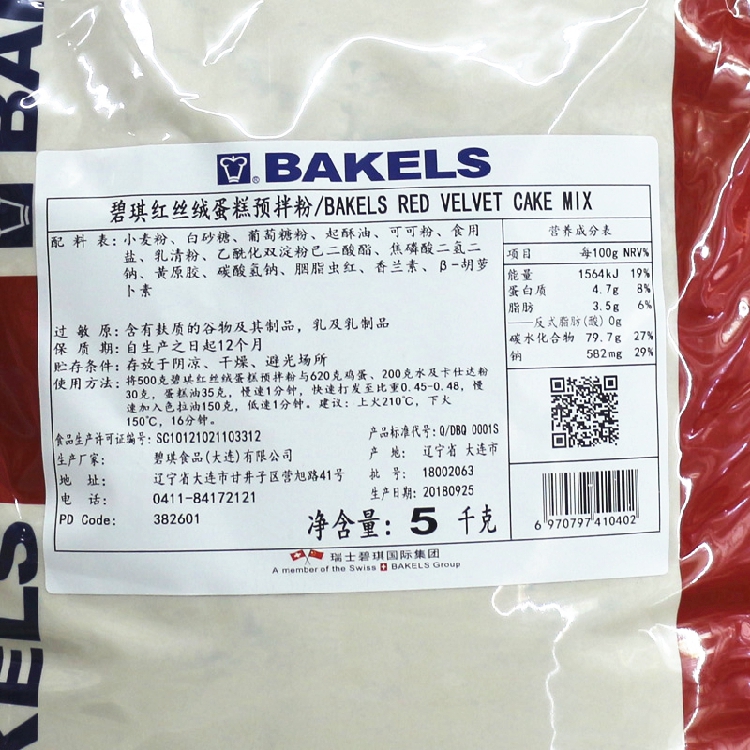 BAKELS
碧琪红丝绒蛋糕预拌粉/BAKELS RED VELVET CAKE MIX
配 料 表: 小麦粉、白砂糖、葡萄糖粉、起酥油、可可粉、食用
盐、乳清粉、乙酰化双淀粉已二酸酯、焦磷酸二氢二
钠、黄原胶、碳酸氢钠、胭脂虫红、香兰素、β-胡萝
卜素
过 敏 原: 含有麸质的谷物及其制品，乳及乳制品
保 质 期: 自生产之日起12个月
贮存条件: 存放于阴凉、干燥、避光场所
使用方法: 将500克碧琪红丝绒蛋糕预拌粉与620克鸡蛋、200克水及卡仕达粉
30克，蛋糕油35克，慢速1分钟，快速打发至比重0.45-0.48，慢
速加入色拉油150克，低速1分钟。建议：上火210℃，下火
150℃，16分钟。
营养成分表
项目 每100g NRV%
能量 1564kJ 19%
蛋白质 4.7g 8%
脂肪 3.5g 6%
——反式脂肪(酸) 0g
碳水化合物 79.7g 27%
钠 582mg 29%
食品生产许可证编号: SC10121021103312
生产厂家: 碧琪食品(大连)有限公司
地 址: 辽宁省大连市甘井子区营旭路41号
电 话: 0411-84172121
PD Code: 382601
产品标准代号: Q/DBQ 0001S
产 地: 辽宁省 大连市
批 号: 18002063
生产日期: 20180925
净含量: 5 千克
6 970797 410402
瑞士碧琪国际集团
A member of the Swiss BAKELS Group
BAK
KELS